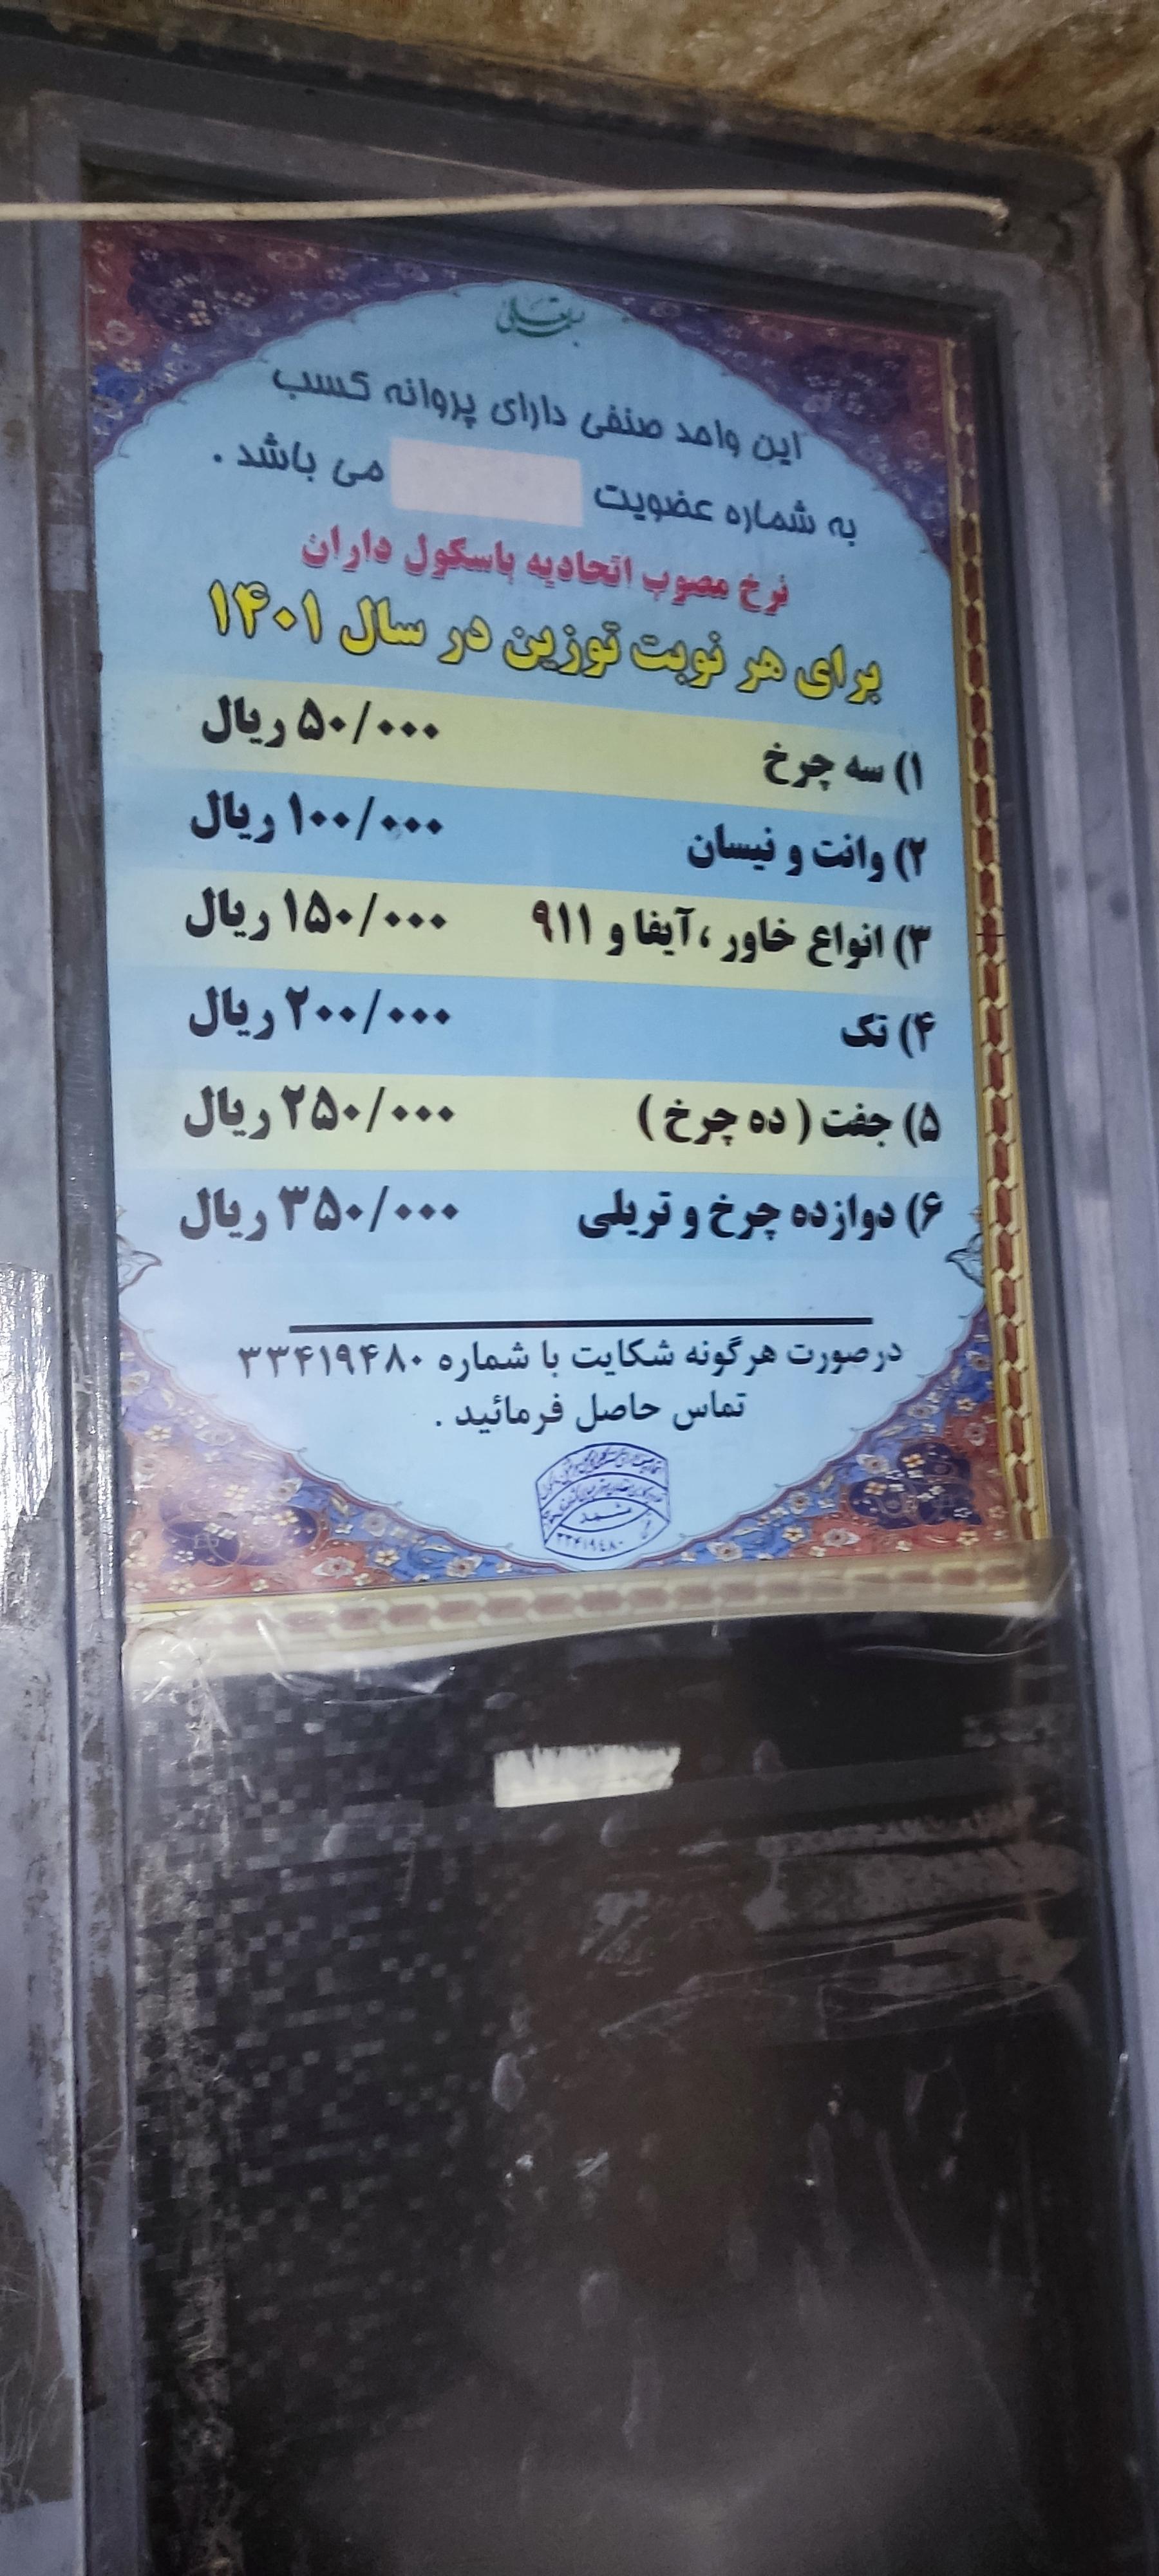 بسمه تعالی
این واحد صنفی دارای پروانه کسب
به شماره عضویت می باشد .
نرخ مصوب اتحادیه باسکول داران
برای هر نوبت توزین در سال ۱۴۰۱
۱) سه چرخ ۵۰/۰۰۰ ریال
۲) وانت و نیسان ۱۰۰/۰۰۰ ریال
۳) انواع خاور ،آیفا و ۹۱۱ ۱۵۰/۰۰۰ ریال
۴) تک ۲۰۰/۰۰۰ ریال
۵) جفت ( ده چرخ ) ۲۵۰/۰۰۰ ریال
۶) دوازده چرخ و تریلی ۳۵۰/۰۰۰ ریال
درصورت هرگونه شکایت با شماره ۳۳۴۱۹۴۸۰
تماس حاصل فرمائید .
مشهد
۳۳۴۱۹۴۸۰